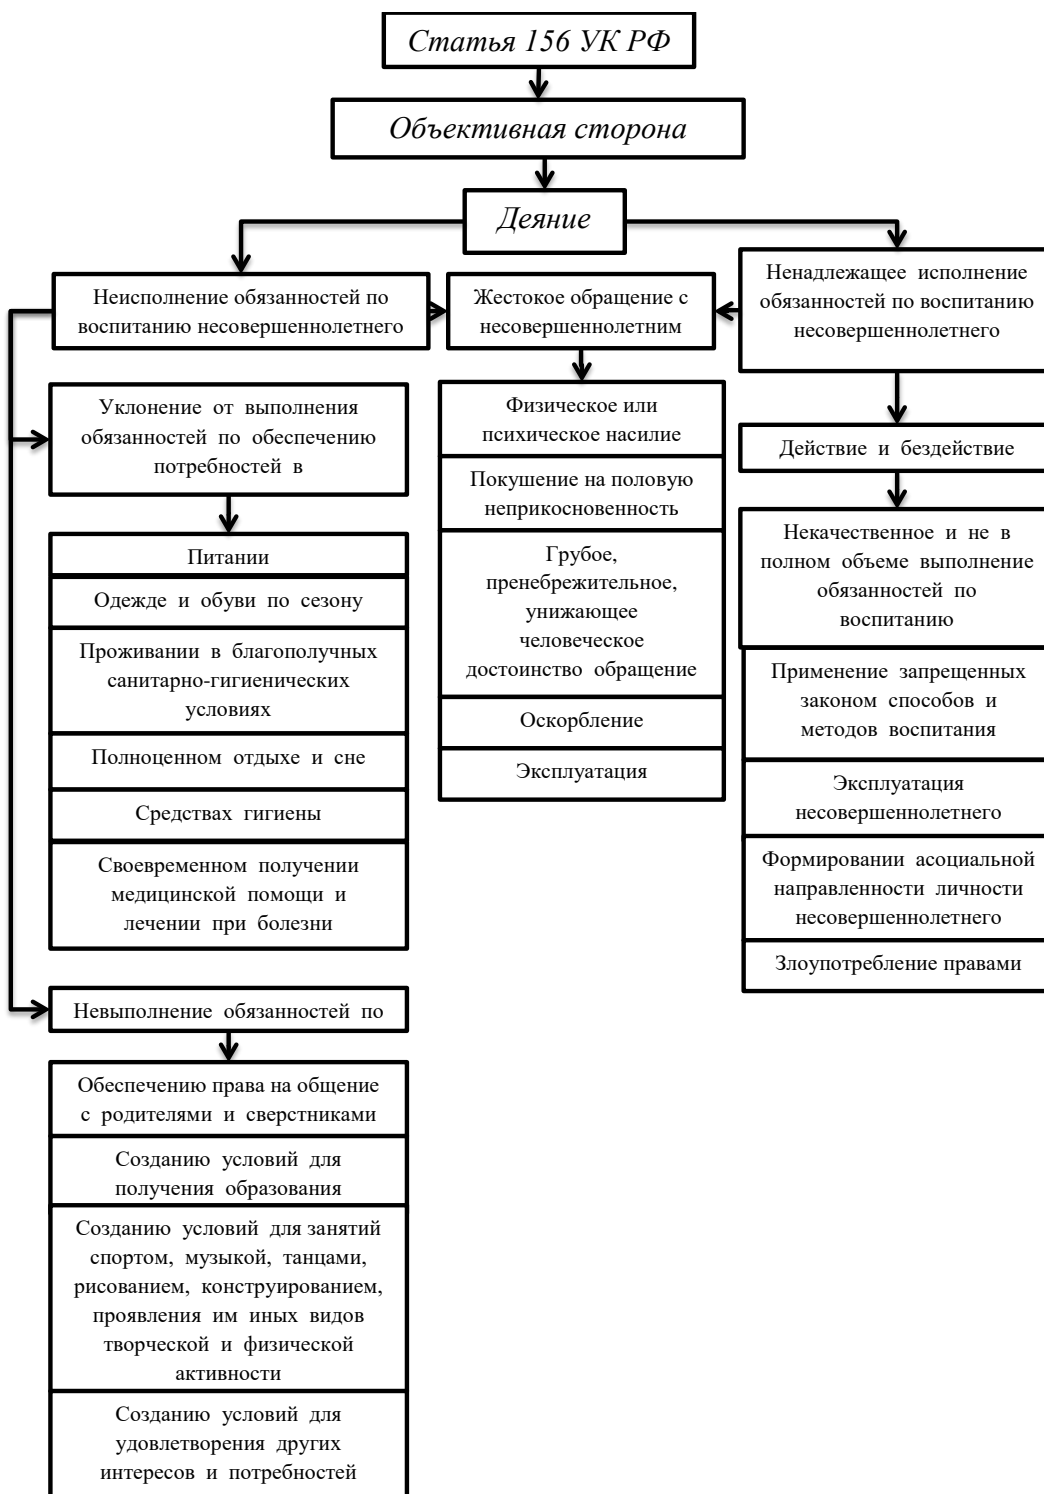 Статья 156 УК РФ
Объективная сторона
Деяние
Неисполнение обязанностей по
воспитанию несовершеннолетнего
Жестокое обращение с
несовершеннолетним
Ненадлежащее исполнение
обязанностей по воспитанию
несовершеннолетнего
Уклонение от выполнения
обязанностей по обеспечению
потребностей в
Питании
Одежде и обуви по сезону
Проживании в благополучных
санитарно-гигиенических
условиях
Полноценном отдыхе и сне
Средствах гигиены
Своевременном получении
медицинской помощи и
лечении при болезни
Невыполнение обязанностей по
Обеспечению права на общение
с родителями и сверстниками
Созданию условий для
получения образования
Созданию условий для занятий
спортом, музыкой, танцами,
рисованием, конструированием,
проявления им иных видов
творческой и физической
активности
Созданию условий для
удовлетворения других
интересов и потребностей
Физическое или
психическое насилие
Покушение на половую
неприкосновенность
Грубое,
пренебрежительное,
унижающее
человеческое
достоинство обращение
Оскорбление
Эксплуатация
Действие и бездействие
Некачественное и не в
полном объеме выполнение
обязанностей по
воспитанию
Применение запрещенных
законом способов и
методов воспитания
Эксплуатация
несовершеннолетнего
Формировании асоциальной
направленности личности
несовершеннолетнего
Злоупотребление правами